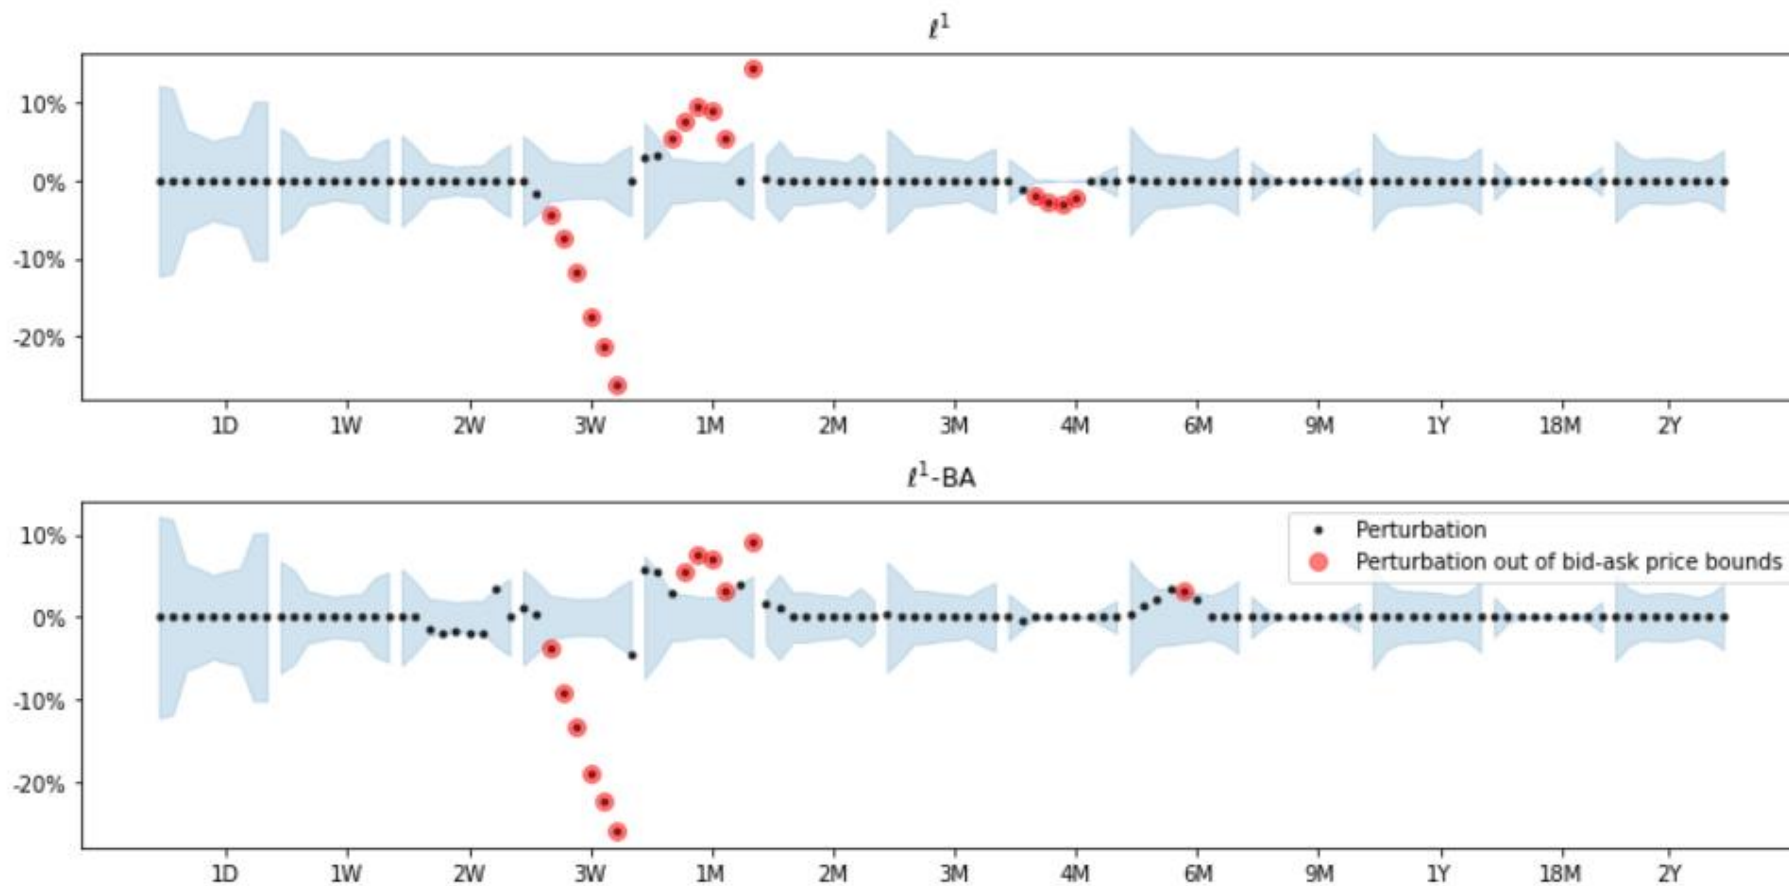 ℓ¹
10%
0%
-10%
-20%
1D 1W 2W 3W 1M 2M 3M 4M 6M 9M 1Y 18M 2Y
ℓ¹-BA
10%
0%
-10%
-20%
Perturbation
Perturbation out of bid-ask price bounds
1D 1W 2W 3W 1M 2M 3M 4M 6M 9M 1Y 18M 2Y